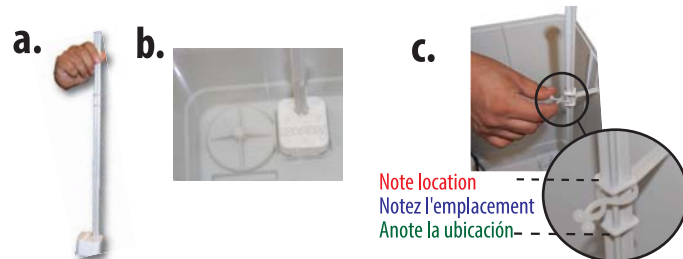 a.
b.
c.
Note location
Notez l'emplacement
Anote la ubicación